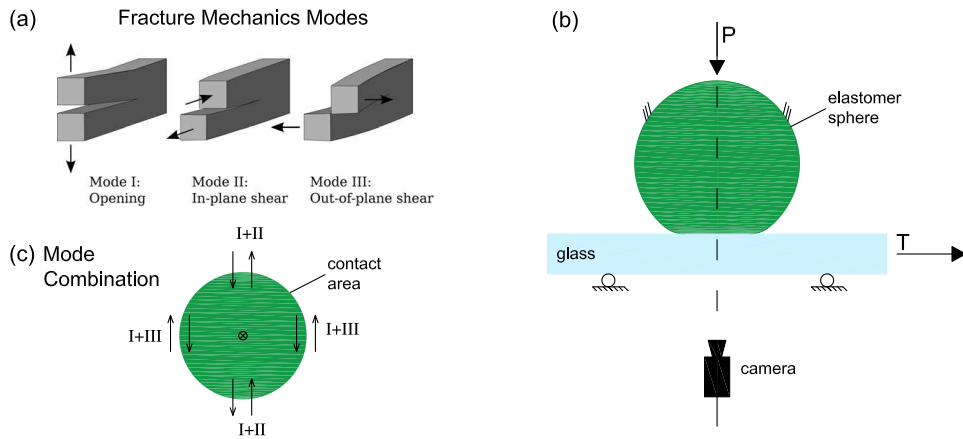 (a)
Fracture Mechanics Modes
Mode I:
Opening
Mode II:
In-plane shear
Mode III:
Out-of-plane shear
(b)
P
elastomer
sphere
glass
T
camera
(c) Mode
Combination
I+II
contact
area
I+III
I+III
I+II